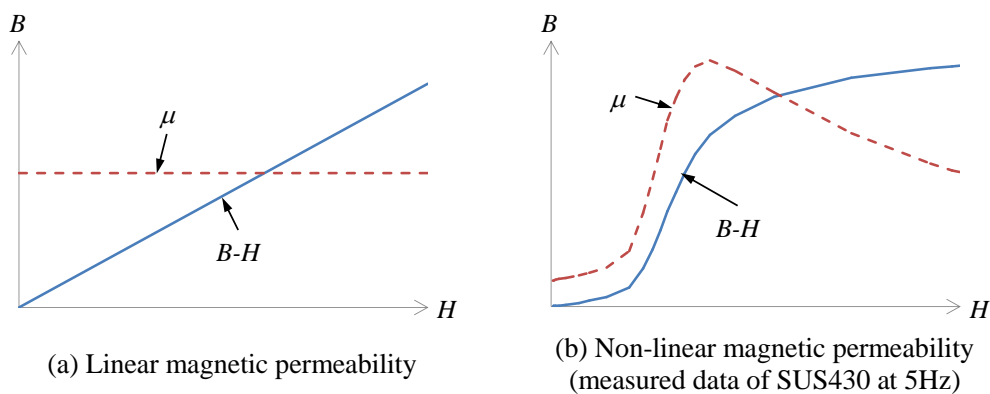 B
μ
B-H
H
(a) Linear magnetic permeability
B
μ
B-H
H
(b) Non-linear magnetic permeability
(measured data of SUS430 at 5Hz)